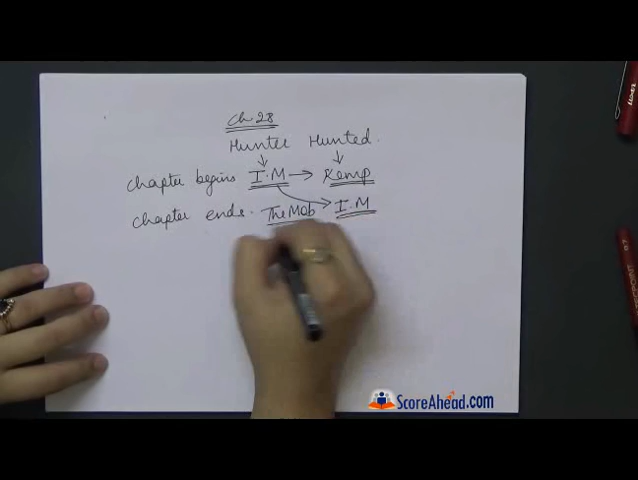 Ch. 28
Hunter Hunted.
Chapter begins I.M → Kemp
Chapter ends. The Mob I.M
ScoreAhead.com